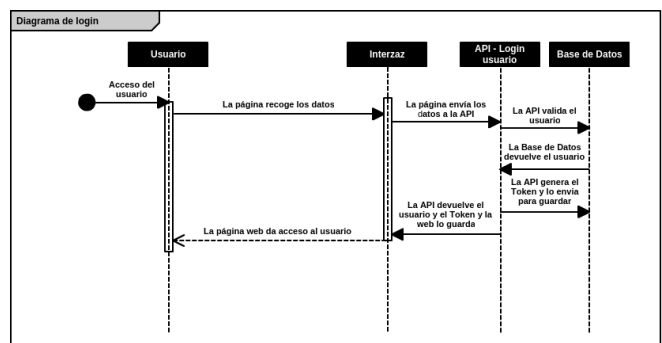 Diagrama de login
Usuario
Interzaz
API - Login
usuario
Base de Datos
Acceso del
usuario
La página recoge los datos
La página envía los
datos a la API
La API valida el
usuario
La Base de Datos
devuelve el usuario
La API genera el
Token y lo envia
para guardar
La API devuelve el
usuario y el Token y la
web lo guarda
La página web da acceso al usuario